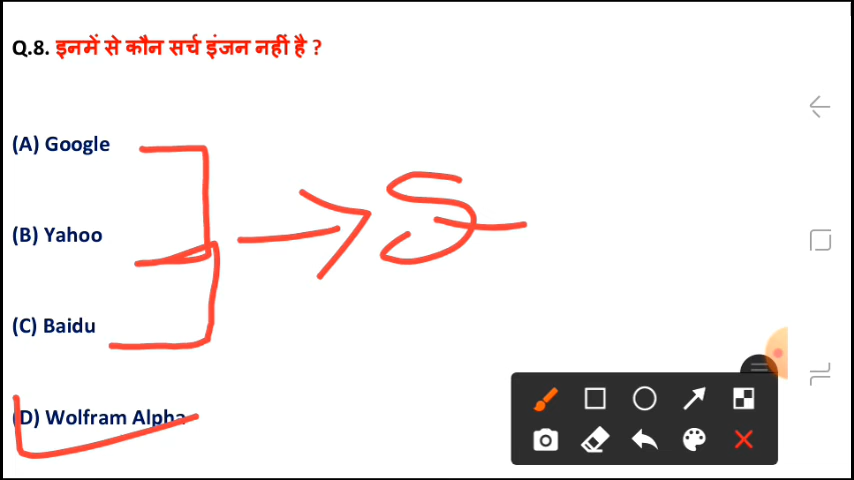 Q.8. इनमें से कौन सर्च इंजन नहीं है ?
(A) Google
(B) Yahoo
(C) Baidu
(D) Wolfram Alpha